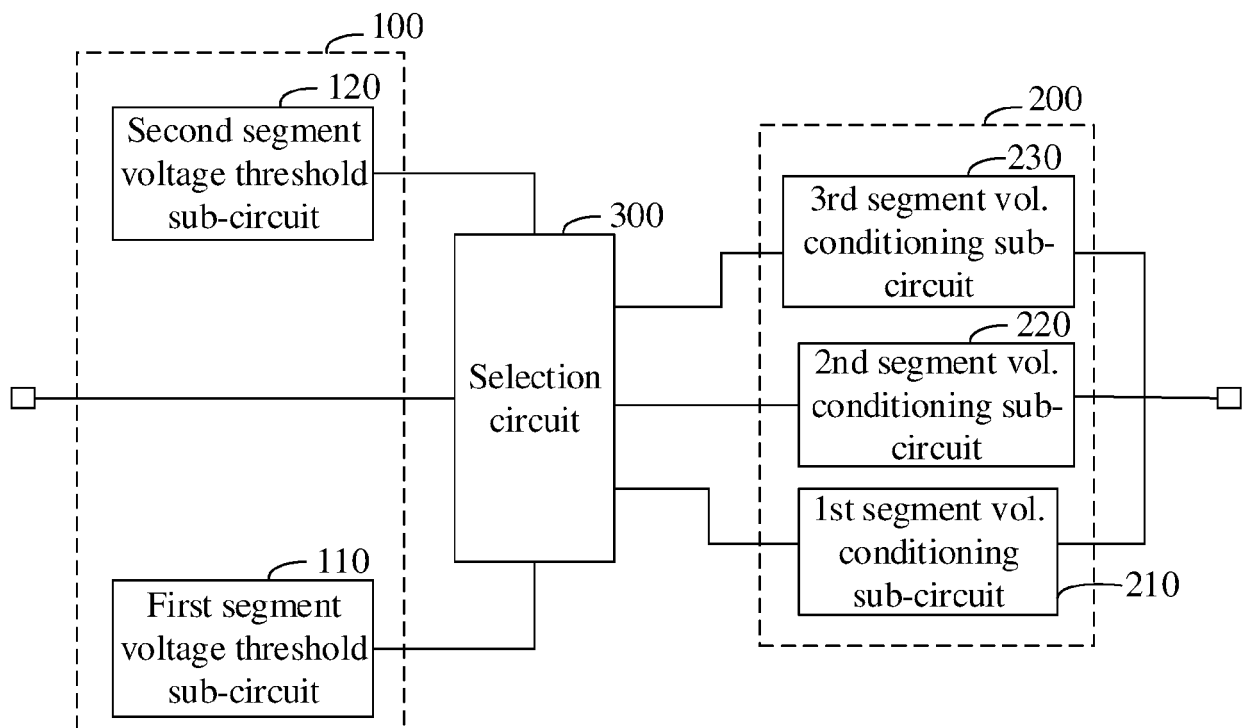 100
120
Second segment
voltage threshold
sub-circuit
200
230
3rd segment vol.
conditioning sub-
circuit
300
Selection
circuit
220
2nd segment vol.
conditioning sub-
circuit
1st segment vol.
conditioning
sub-circuit
210
110
First segment
voltage threshold
sub-circuit